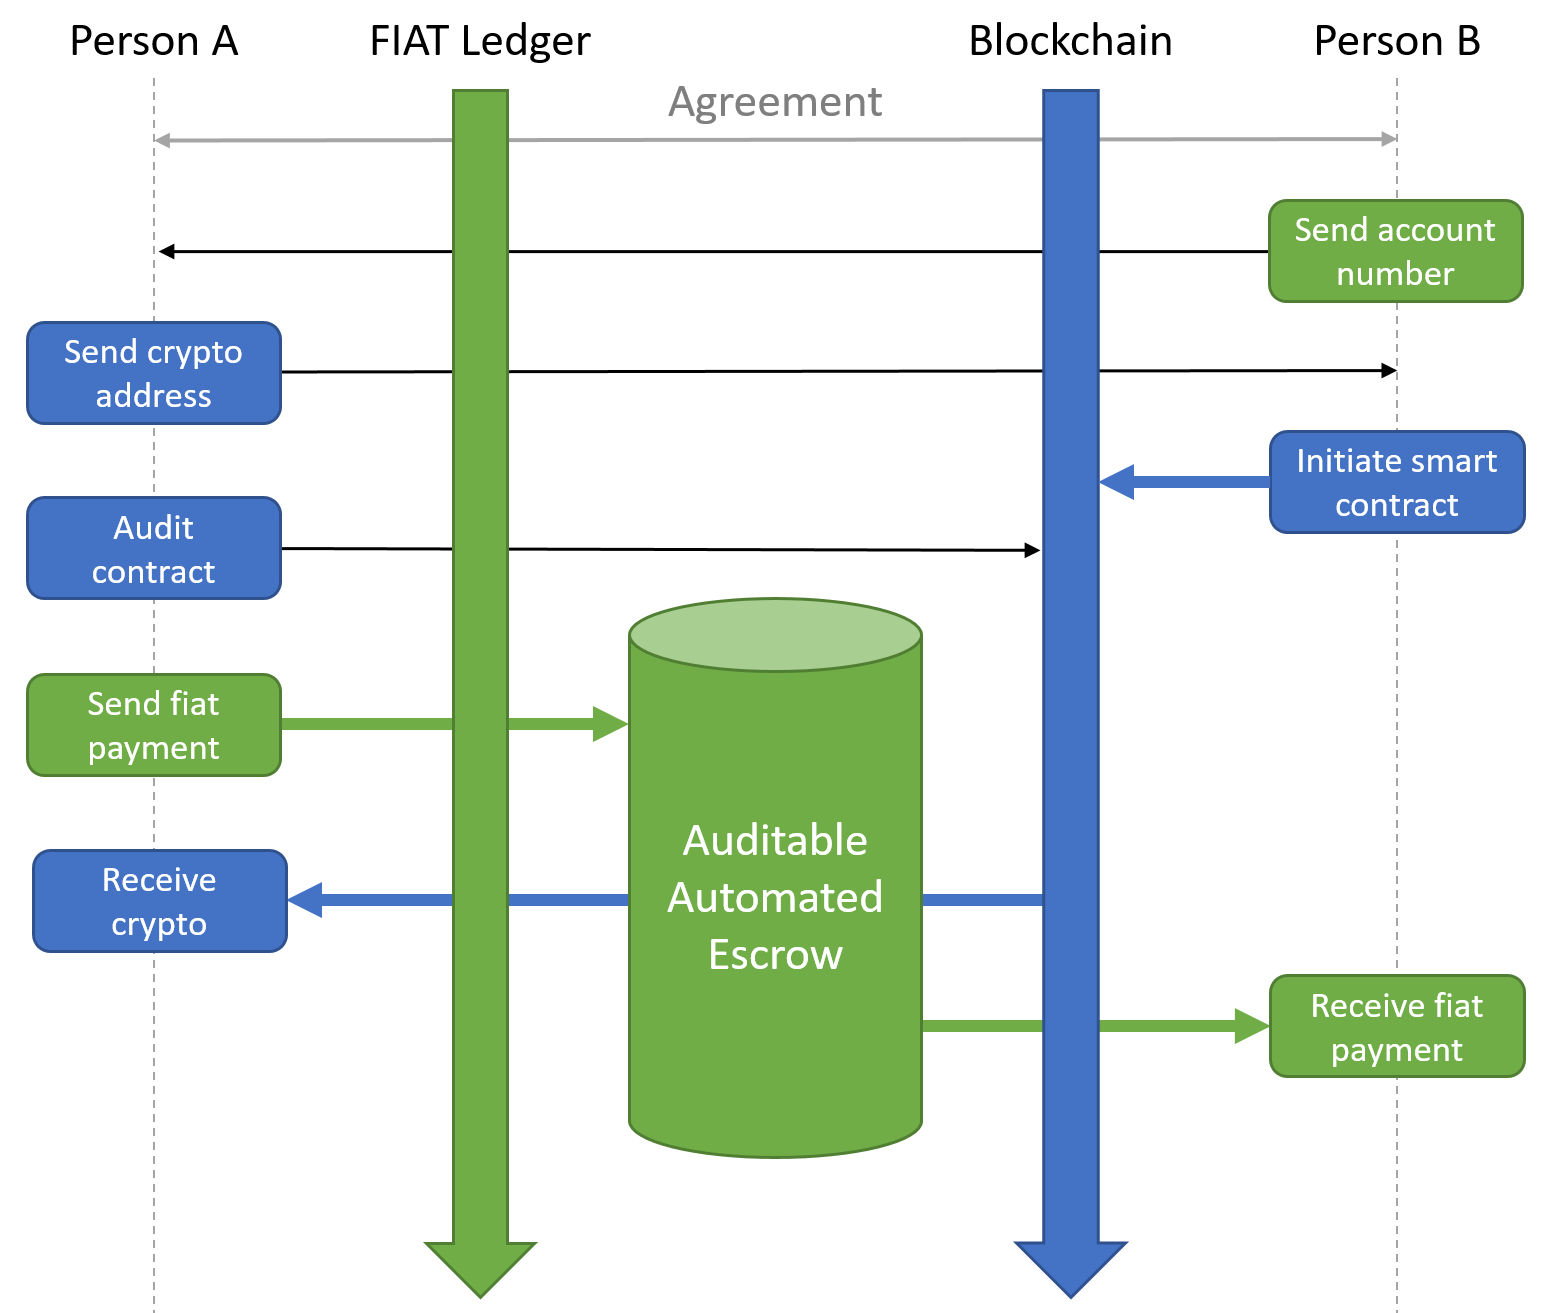 Person A
FIAT Ledger
Blockchain
Person B
Agreement
Send account
number
Send crypto
address
Initiate smart
contract
Audit
contract
Send fiat
payment
Auditable
Automated
Escrow
Receive
crypto
Receive fiat
payment